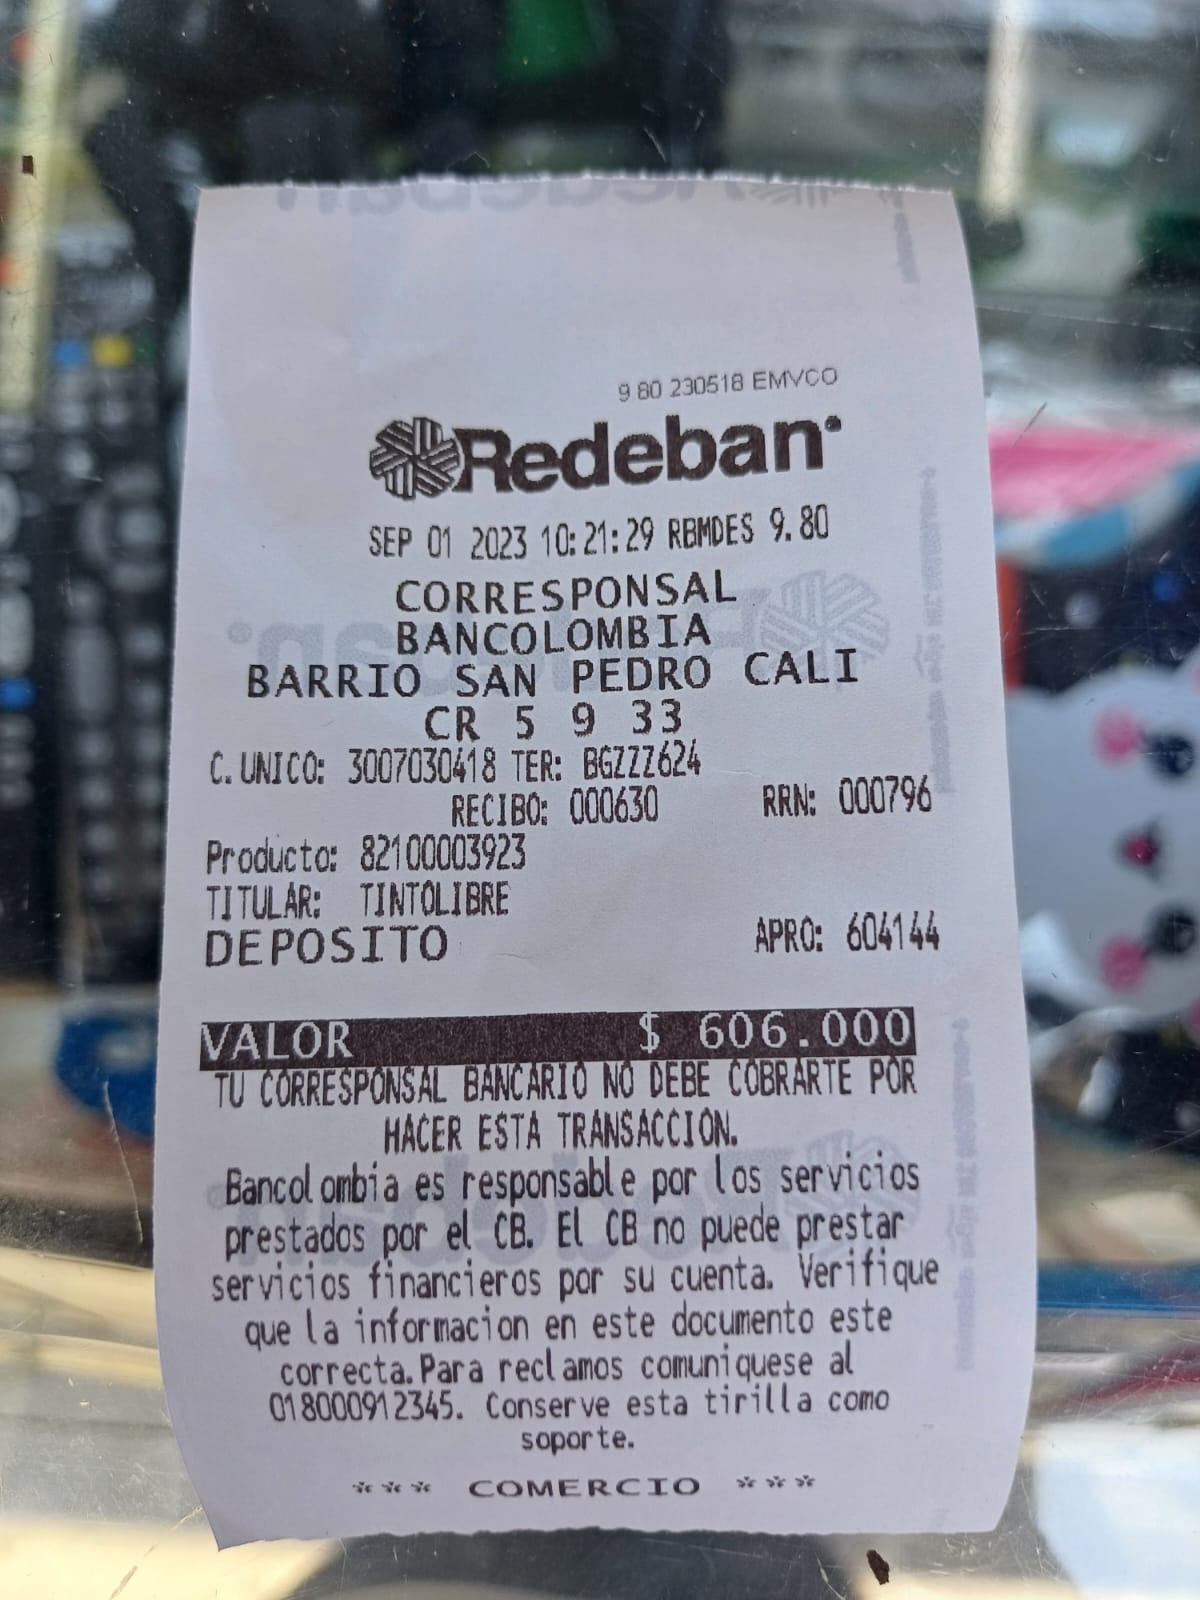 9 80 230518 EMVCO
Redeban
SEP 01 2023 10:21:29 RBMDES 9.80
CORRESPONSAL
BANCOLOMBIA
BARRIO SAN PEDRO CALI
CR 5 9 33
C.UNICO: 3007030418 TER: BGZZZ624
RECIBO: 000630 RRN: 000796
Producto: 82100003923
TITULAR: TINTOLIBRE
DEPOSITO APRO: 604144
VALOR $ 606.000
TU CORRESPONSAL BANCARIO NO DEBE COBRARTE POR
HACER ESTA TRANSACCION.
Bancolombia es responsable por los servicios
prestados por el CB. El CB no puede prestar
servicios financieros por su cuenta. Verifique
que la informacion en este documento este
correcta.Para reclamos comuniquese al
018000912345. Conserve esta tirilla como
soporte.
*** COMERCIO ***